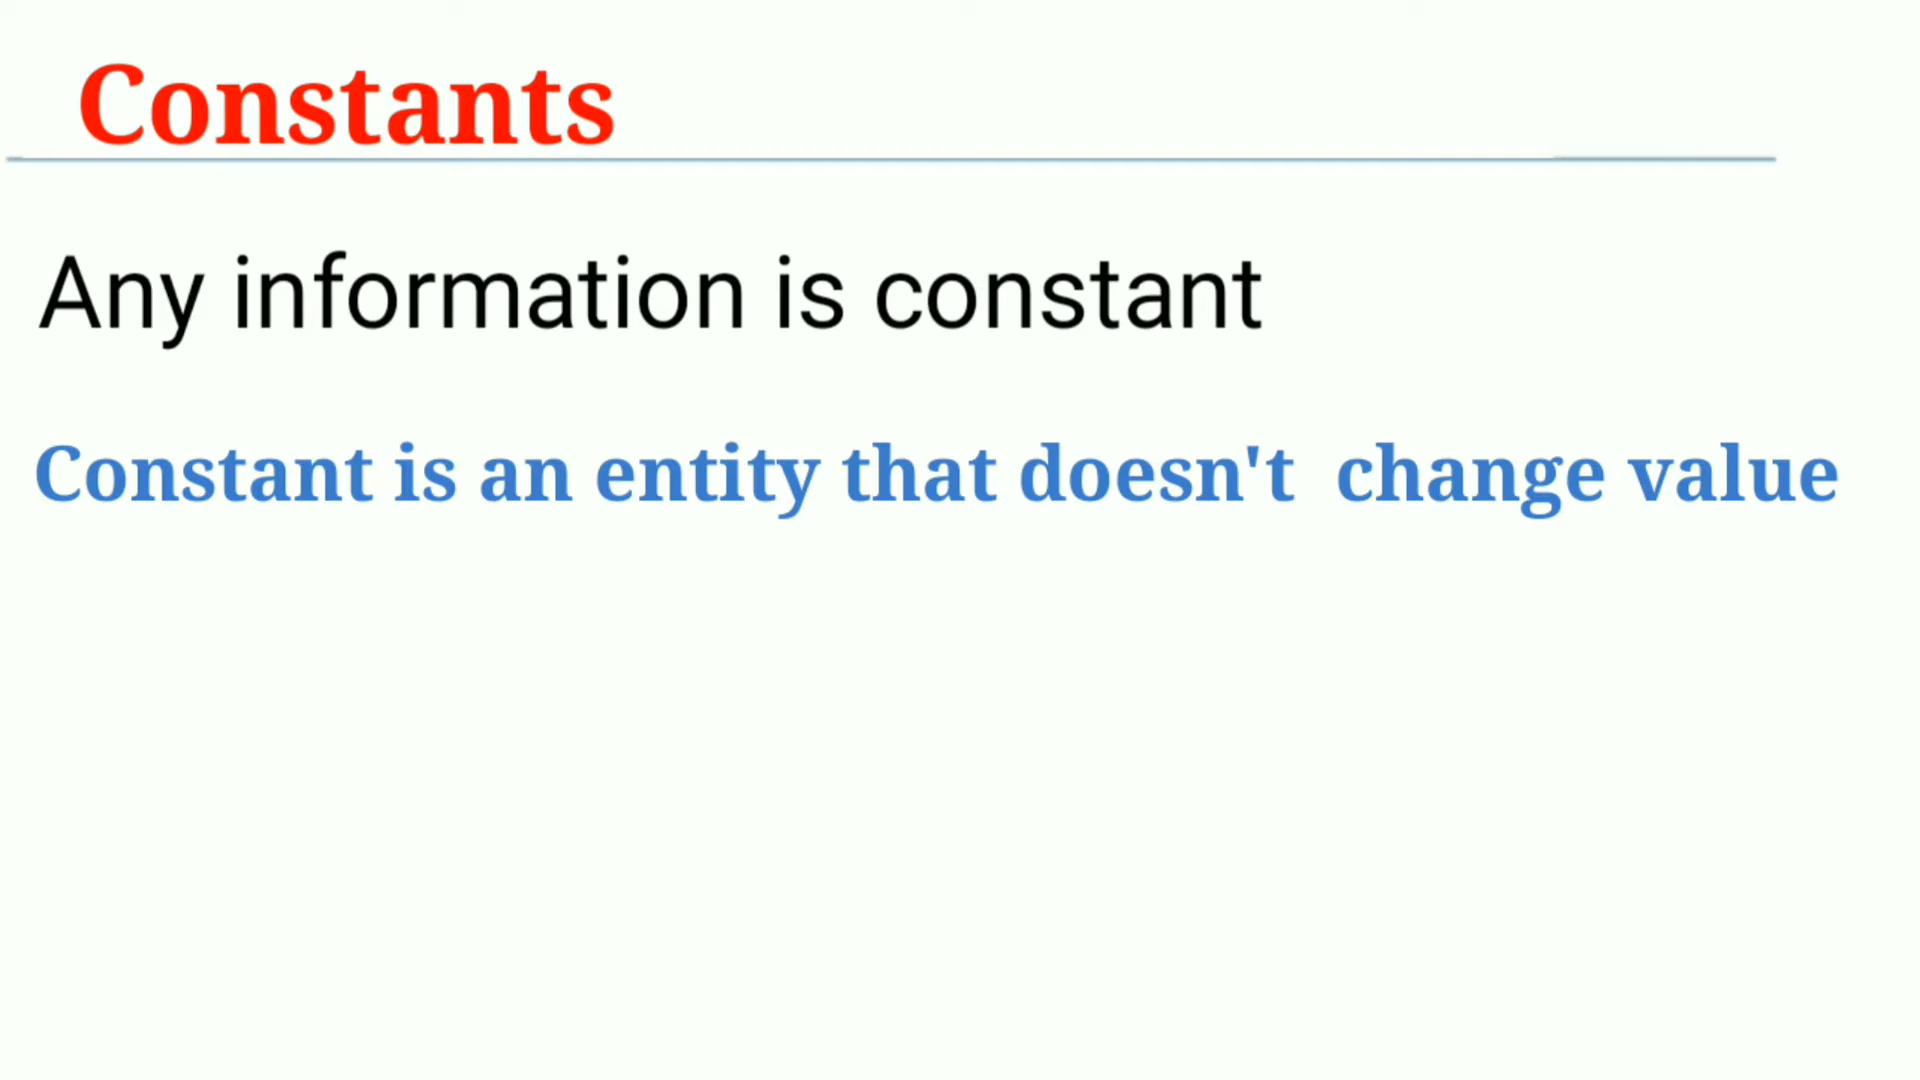 Constants
Any information is constant
Constant is an entity that doesn't  change value